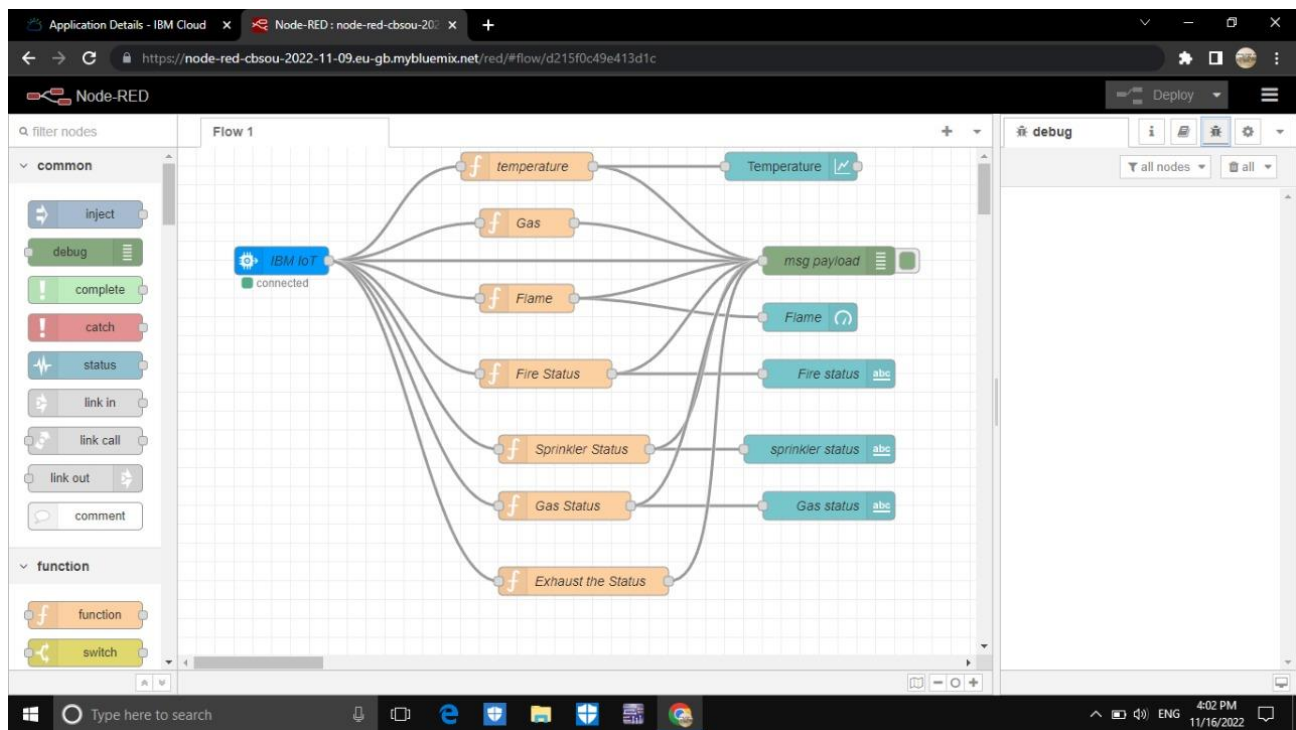 Application Details - IBM Cloud
Node-RED : node-red-cbsou-202
https://node-red-cbsou-2022-11-09.eu-gb.mybluemix.net/red/#flow/d215f0c49e413d1c
Node-RED
Deploy
filter nodes
Flow 1
debug
i
common
all nodes
all
inject
debug
complete
catch
status
link in
link call
link out
comment
function
function
switch
IBM IoT
connected
temperature
Gas
Flame
Fire Status
Sprinkler Status
Gas Status
Exhaust the Status
Temperature
msg payload
Flame
Fire status abc
sprinkler status abc
Gas status abc
Type here to search
ENG
4:02 PM
11/16/2022